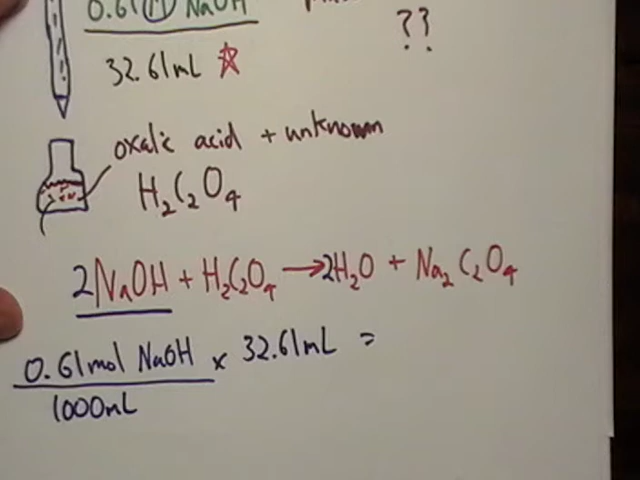 0.61 M NaOH
??
32.61mL
oxalic acid + unknown
H2C2O4
2NaOH + H2C2O4 → 2H2O + Na2C2O4
0.61mol NaOH x 32.61mL =
1000mL